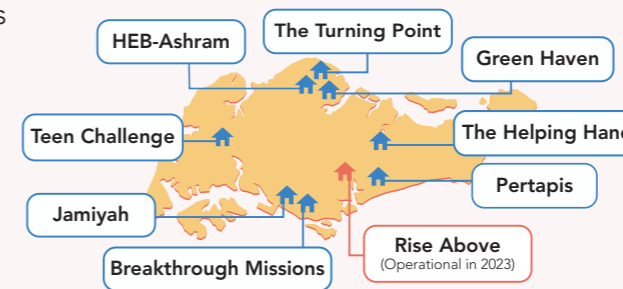 s
The Turning Point
HEB-Ashram
Green Haven
Teen Challenge
The Helping Hand
Pertapis
Jamiyah
Rise Above
(Operational in 2023)
Breakthrough Missions